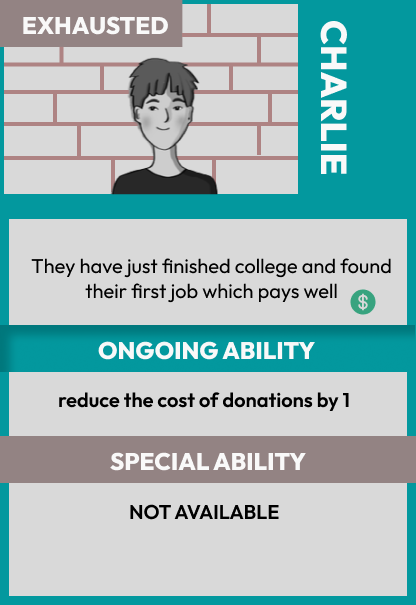 EXHAUSTED
CHARLIE
They have just finished college and found
their first job which pays well
$
ONGOING ABILITY
reduce the cost of donations by 1
SPECIAL ABILITY
NOT AVAILABLE